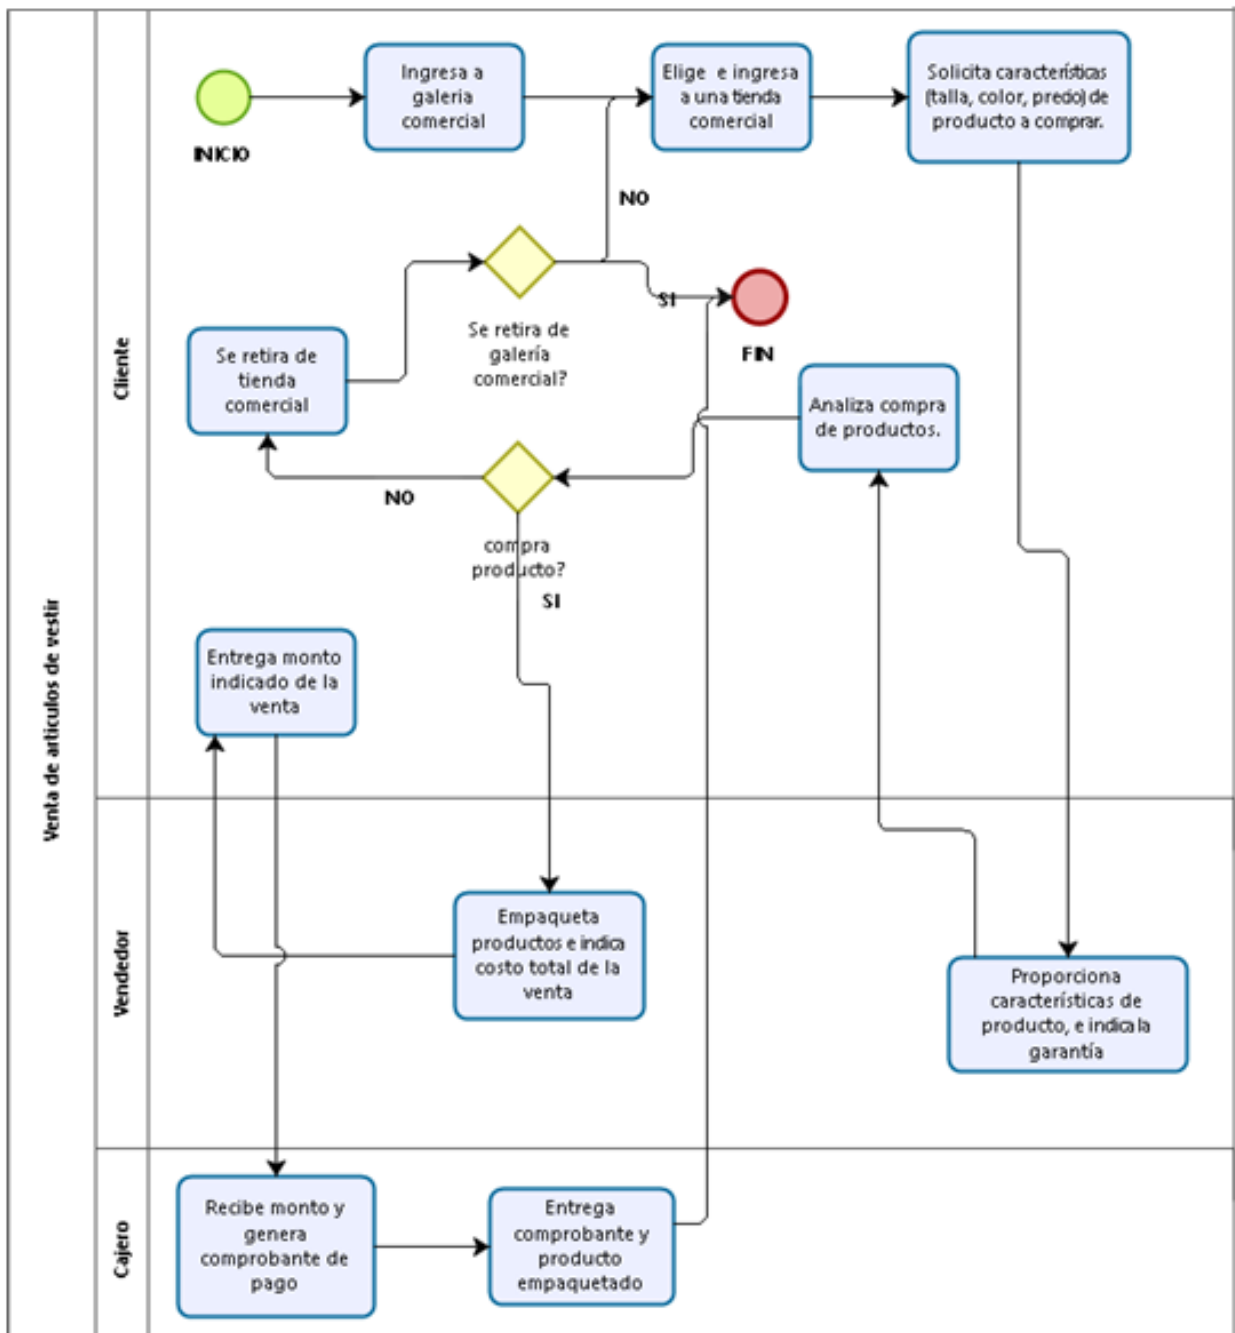 Venta de articulos de vestir
Cliente
INICIO
Ingresa a
galeria
comercial
Elige e ingresa
a una tienda
comercial
Solicita características
(talla, color, precio) de
producto a comprar.
NO
SI
FIN
Se retira de
galería
comercial?
Se retira de
tienda
comercial
Analiza compra
de productos.
NO
compra
producto?
SI
Entrega monto
indicado de la
venta
Vendedor
Empaqueta
productos e indica
costo total de la
venta
Proporciona
características de
producto, e indica la
garantía
Cajero
Recibe monto y
genera
comprobante de
pago
Entrega
comprobante y
producto
empaquetado